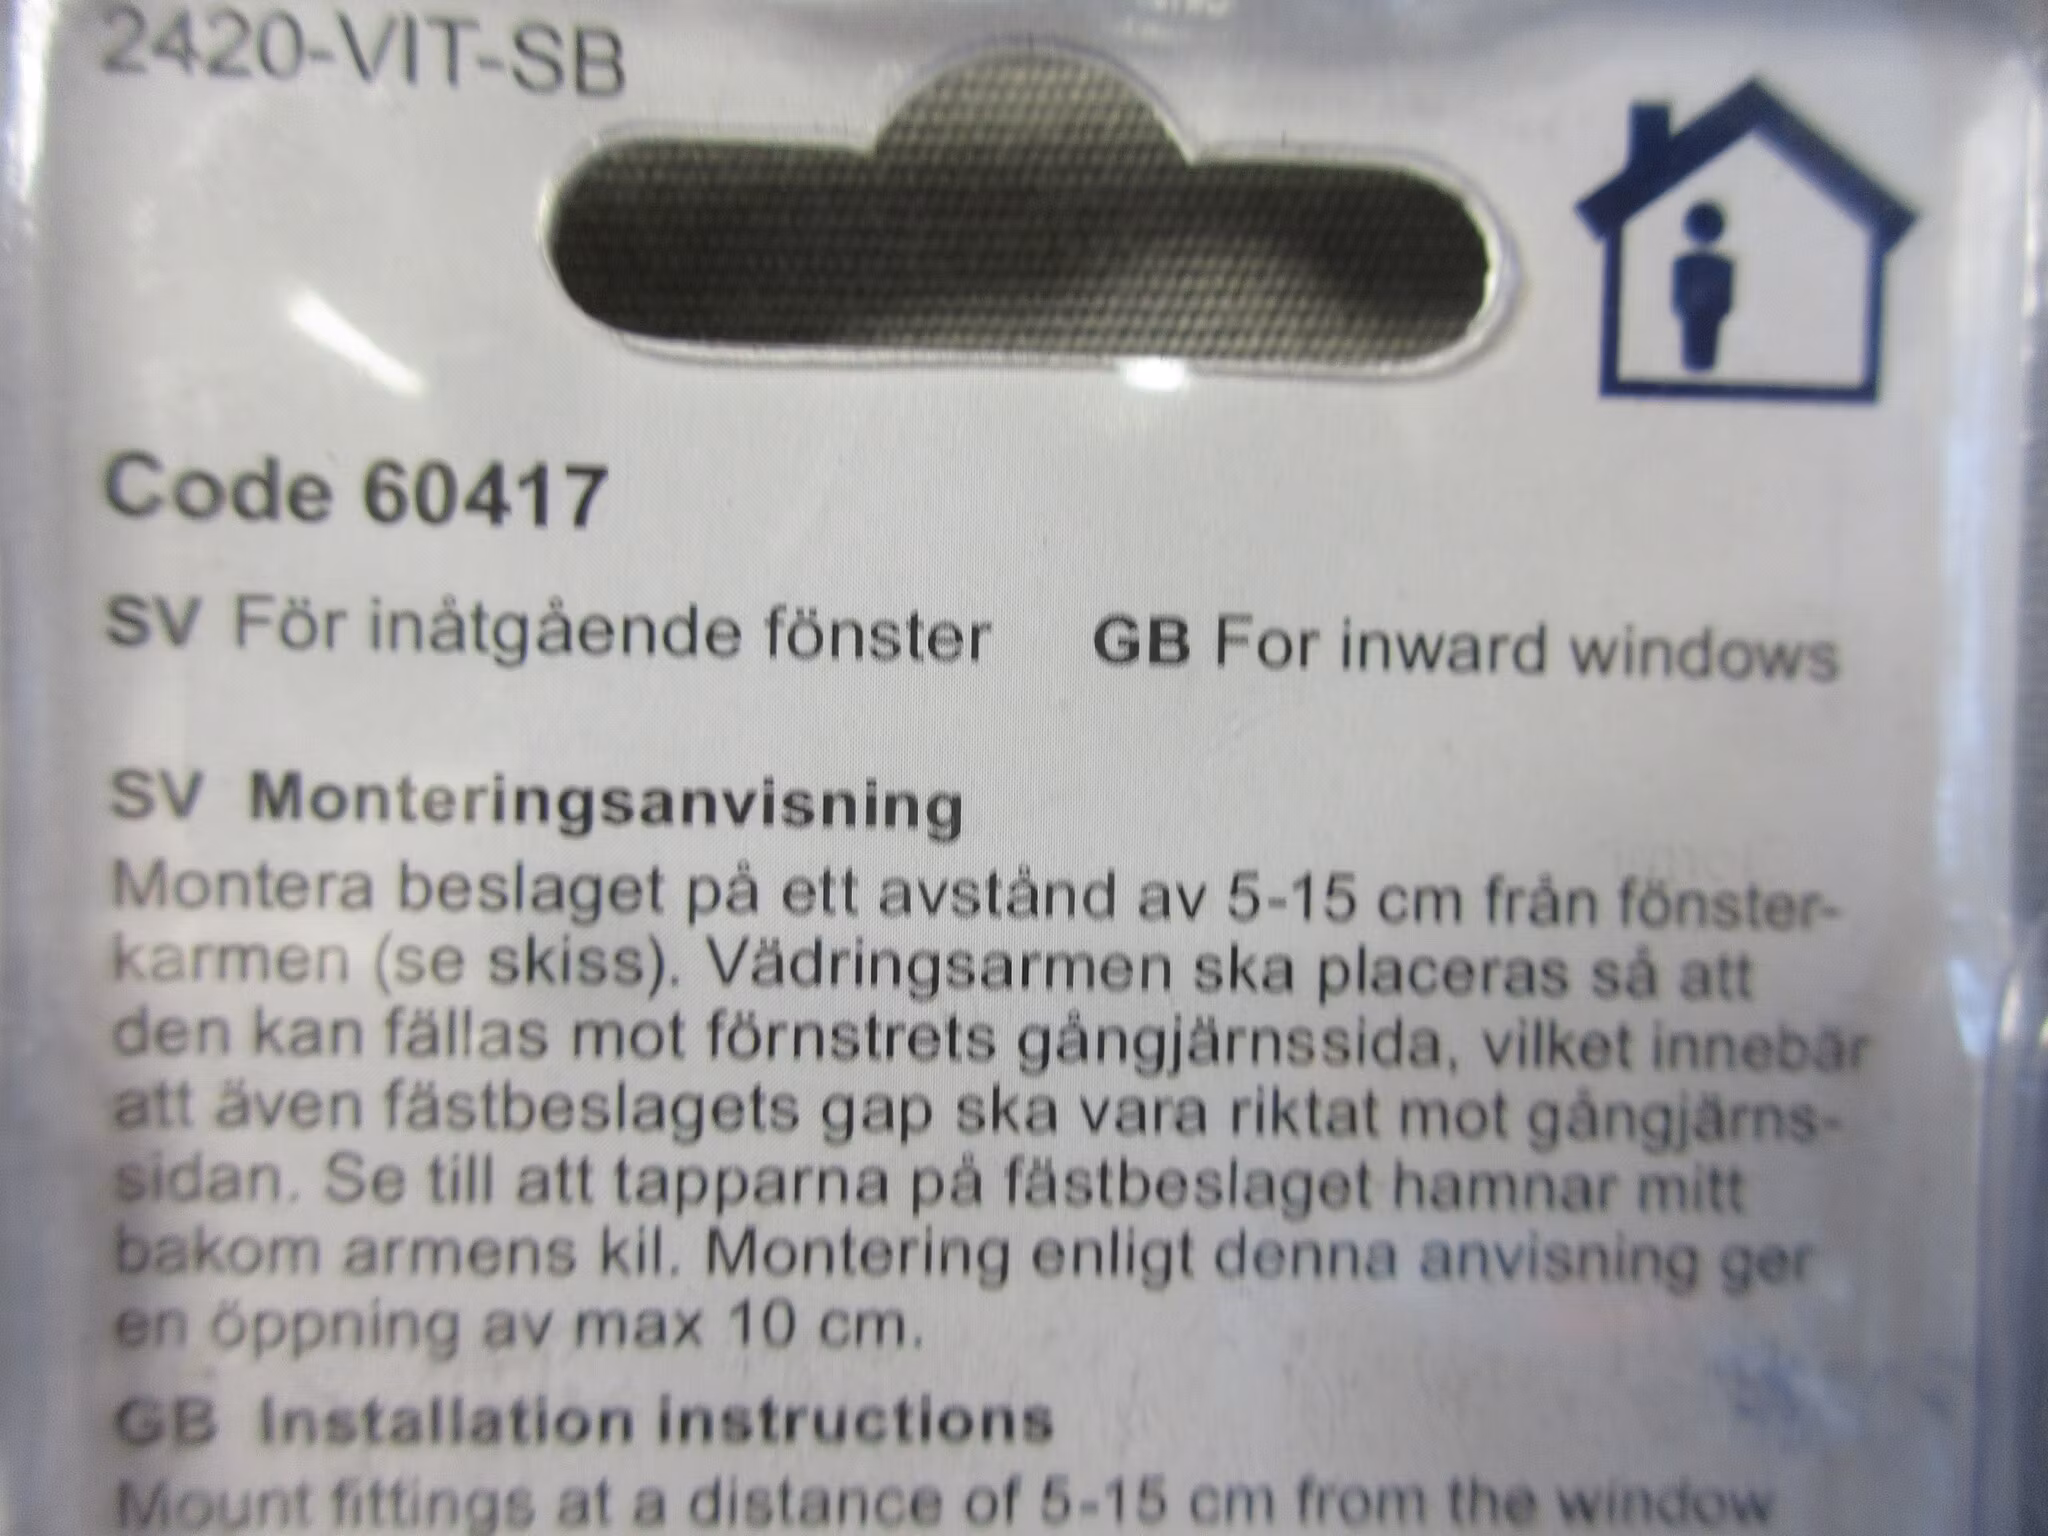 2420-VIT-SB
Code 60417
SV För inåtgående fönster GB For inward windows
SV Monteringsanvisning
Montera beslaget på ett avstånd av 5-15 cm från fönster-
karmen (se skiss). Vädringsarmen ska placeras så att
den kan fällas mot förnstrets gångjärnssida, vilket innebär
att även fästbeslagets gap ska vara riktat mot gångjärns-
sidan. Se till att tapparna på fästbeslaget hamnar mitt
bakom armens kil. Montering enligt denna anvisning ger
en öppning av max 10 cm.
GB Installation instructions
Mount fittings at a distance of 5-15 cm from the window